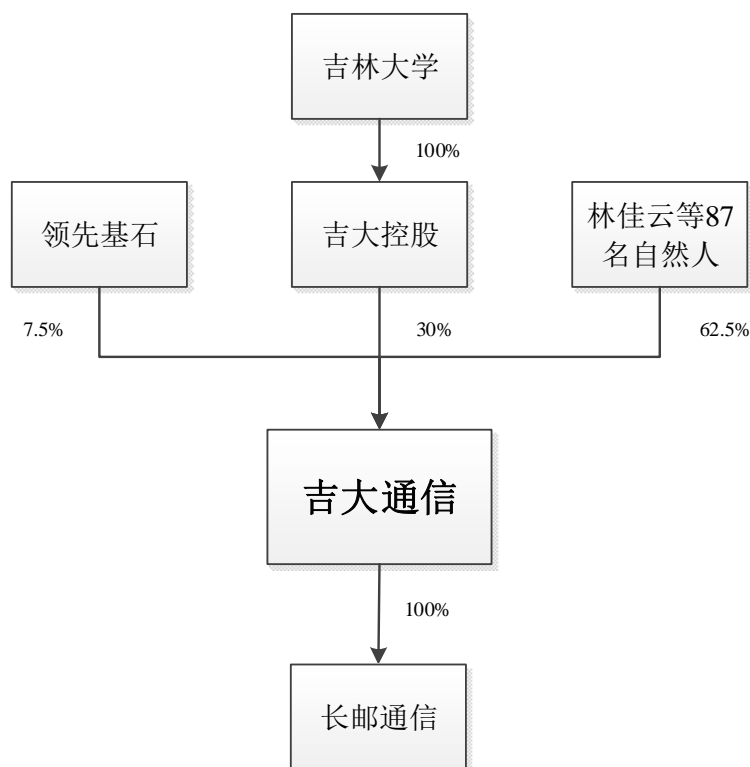 吉林大学
100%
领先基石
吉大控股
林佳云等87
名自然人
7.5%
30%
62.5%
吉大通信
100%
长邮通信